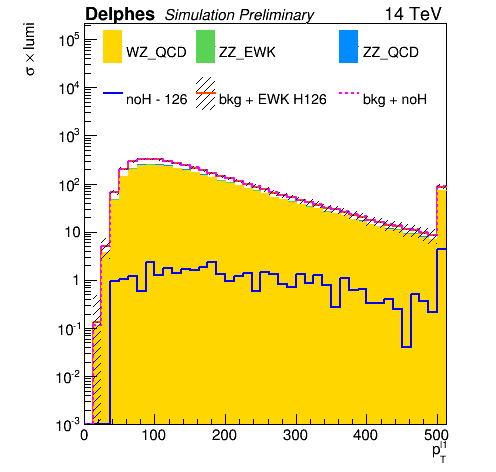 Delphes Simulation Preliminary 14 TeV
σ × lumi
WZ_QCD ZZ_EWK ZZ_QCD
noH - 126 bkg + EWK H126 bkg + noH
10^5
10^4
10^3
10^2
10
1
10^-1
10^-2
10^-3
0 100 200 300 400 500
p_T^l1